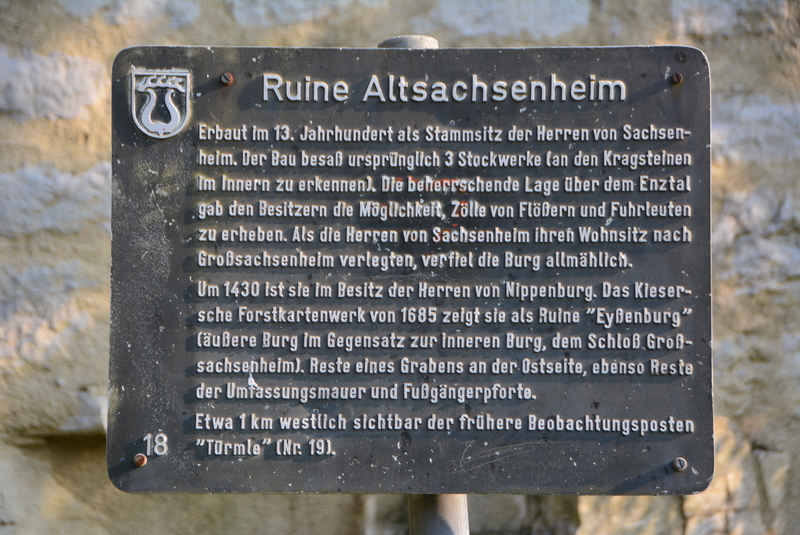 Ruine Altsachsenheim
Erbaut im 13. Jahrhundert als Stammsitz der Herren von Sachsen-
heim. Der Bau besaß ursprünglich 3 Stockwerke (an den Kragsteinen
im Innern zu erkennen). Die beherrschende Lage über dem Enztal
gab den Besitzern die Möglichkeit, Zölle von Flößern und Fuhrleuten
zu erheben. Als die Herren von Sachsenheim ihren Wohnsitz nach
Großsachsenheim verlegten, verfiel die Burg allmählich.
Um 1430 ist sie im Besitz der Herren von Nippenburg. Das Kieser-
sche Forstkartenwerk von 1685 zeigt sie als Ruine "Eyßenburg"
(äußere Burg im Gegensatz zur inneren Burg, dem Schloß Groß-
sachsenheim). Reste eines Grabens an der Ostseite, ebenso Reste
der Umfassungsmauer und Fußgängerpforte.
Etwa 1 km westlich sichtbar der frühere Beobachtungsposten
"Türmle" (Nr. 19).
18